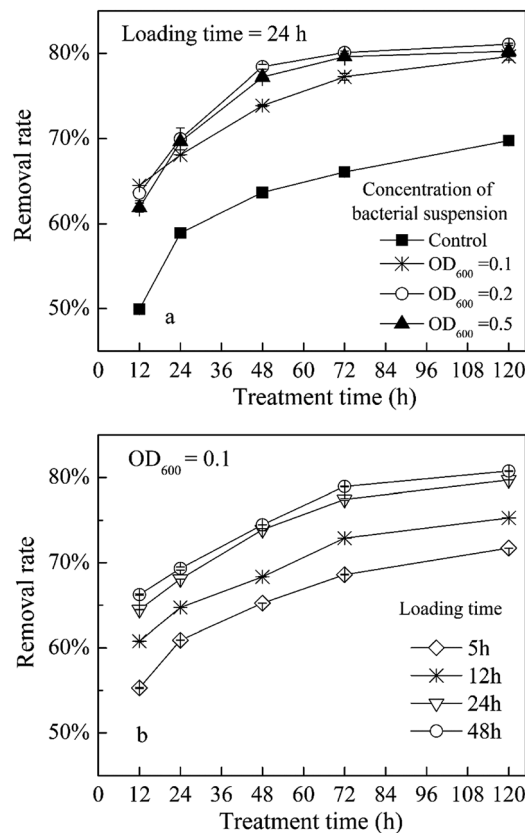 80%
70%
60%
50%
Removal rate
Loading time = 24 h
Concentration of
bacterial suspension
Control
OD600 =0.1
OD600 =0.2
OD600 =0.5
a
0 12 24 36 48 60 72 84 96 108 120
Treatment time (h)
80%
70%
60%
50%
Removal rate
OD600 = 0.1
Loading time
5h
12h
24h
48h
b
0 12 24 36 48 60 72 84 96 108 120
Treatment time (h)